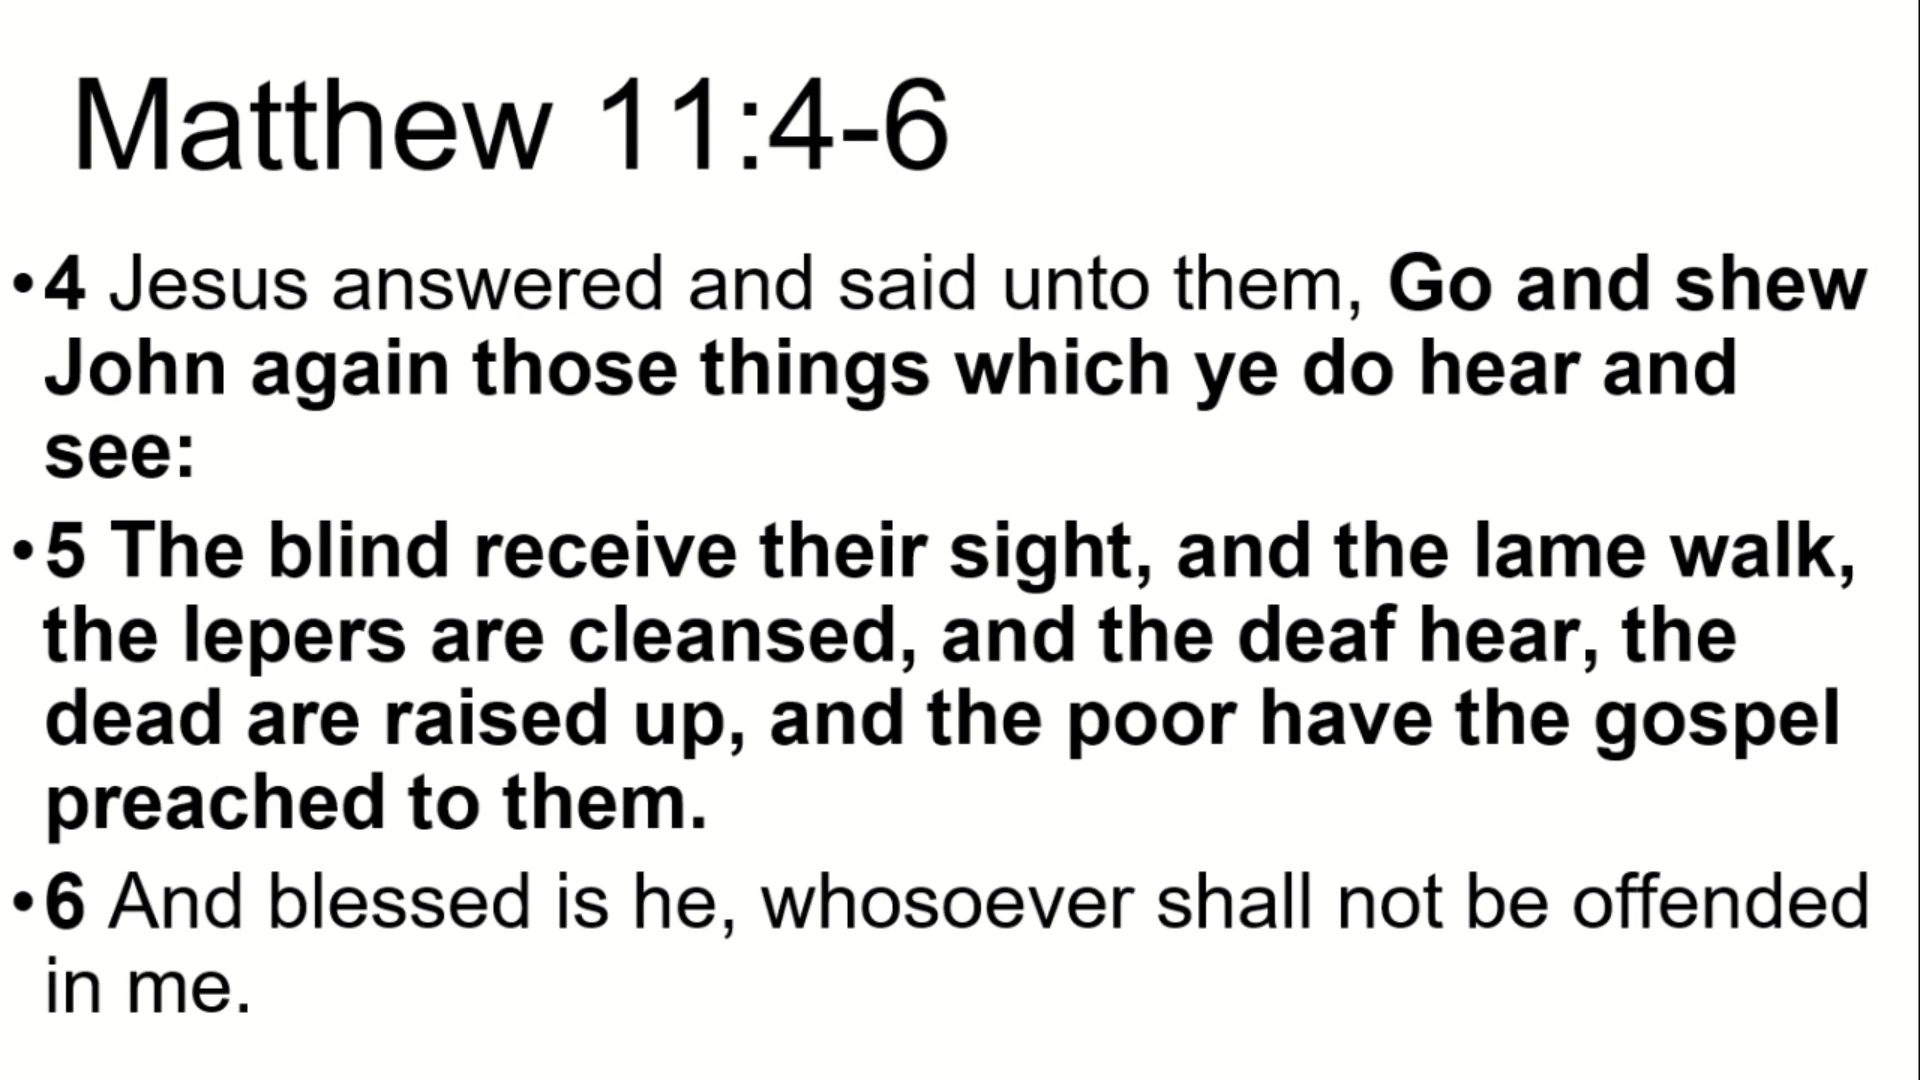 Matthew 11:4-6
•4 Jesus answered and said unto them, Go and shew
John again those things which ye do hear and
see:
•5 The blind receive their sight, and the lame walk,
the lepers are cleansed, and the deaf hear, the
dead are raised up, and the poor have the gospel
preached to them.
•6 And blessed is he, whosoever shall not be offended
in me.